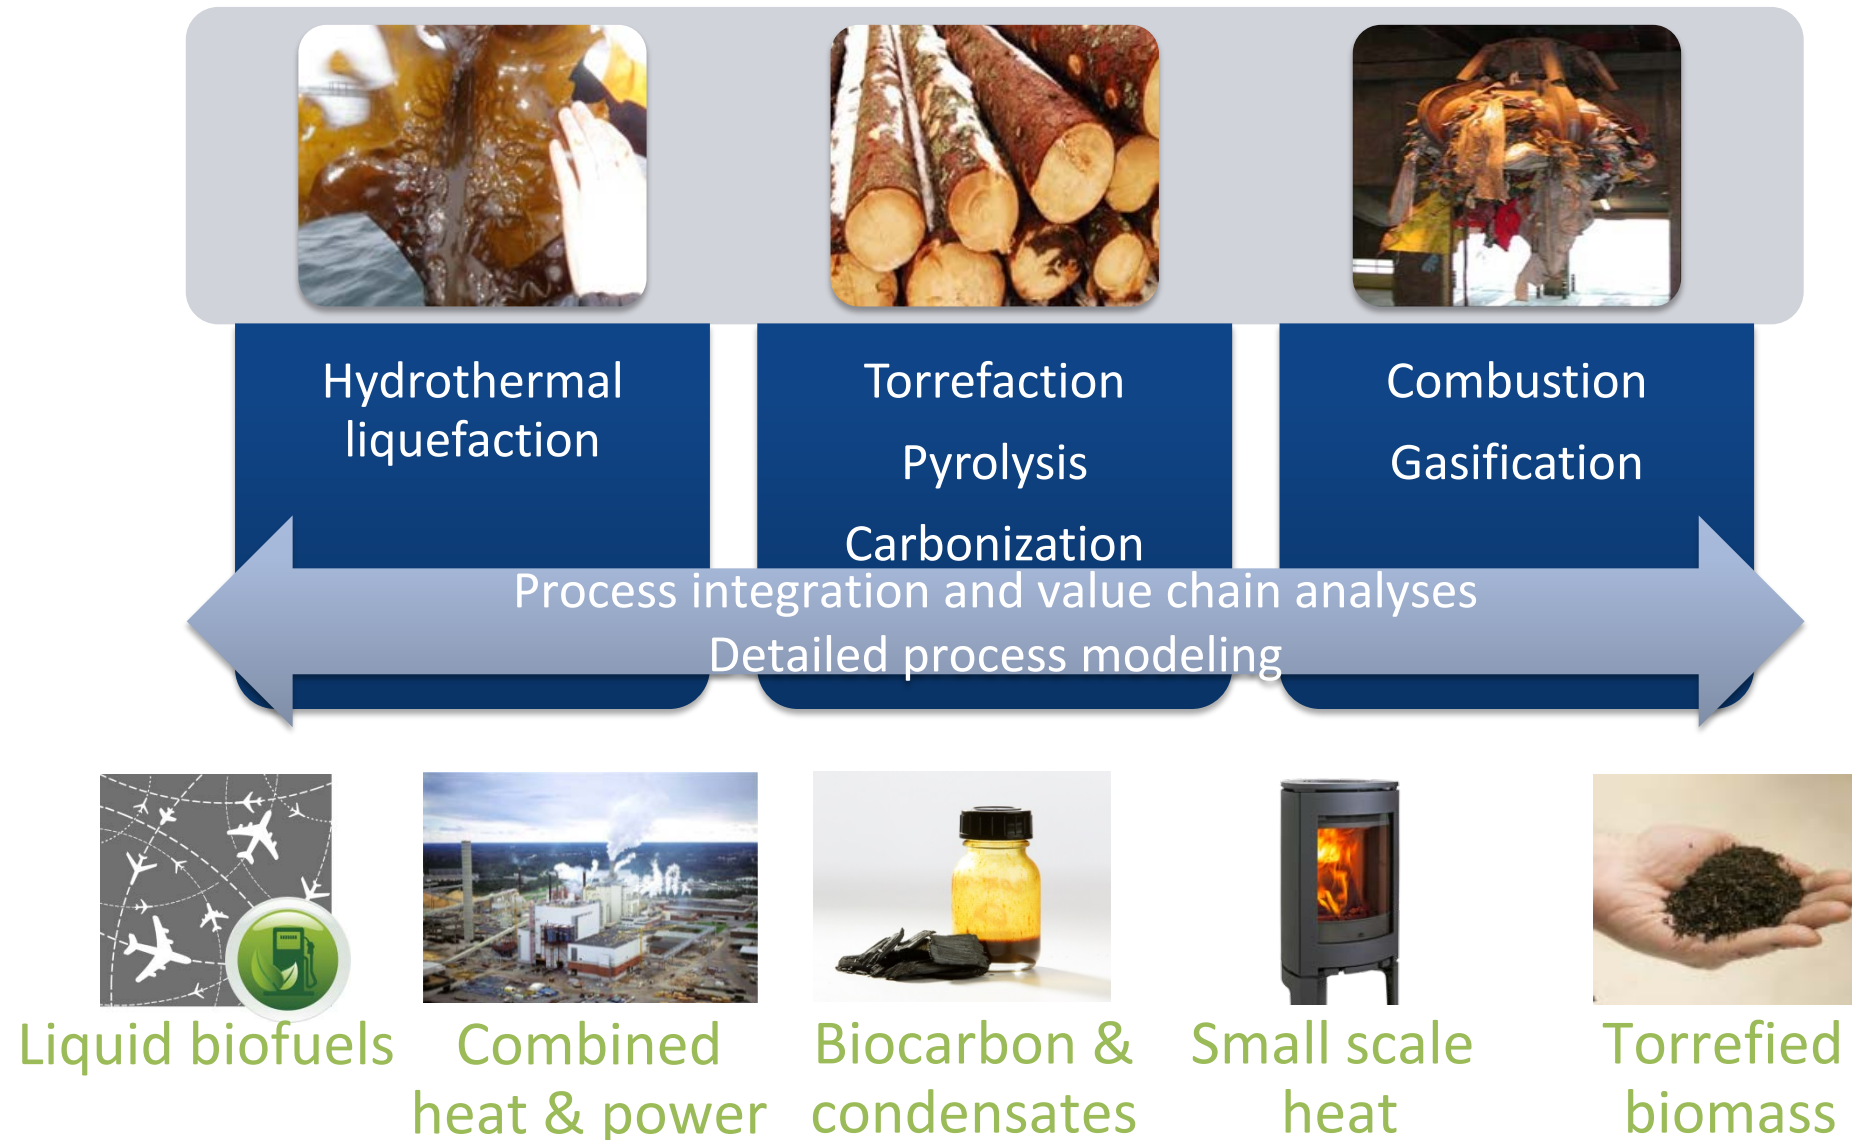 Hydrothermal
liquefaction
Torrefaction
Pyrolysis
Carbonization
Combustion
Gasification
Process integration and value chain analyses
Detailed process modeling
Liquid biofuels
Combined
heat & power
Biocarbon &
condensates
Small scale
heat
Torrefied
biomass